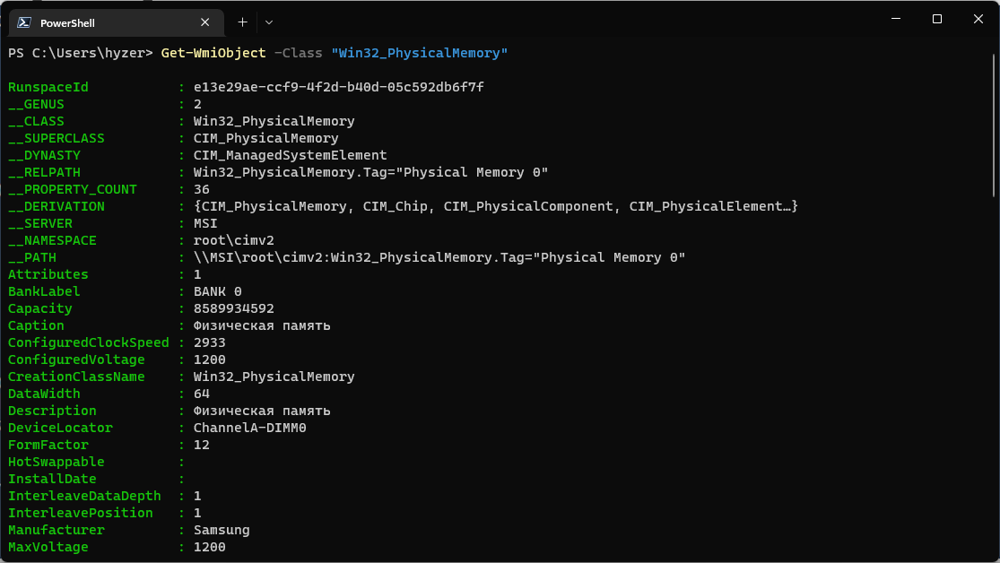 PowerShell
PS C:\Users\hyzer> Get-WmiObject -Class "Win32_PhysicalMemory"
RunspaceId : e13e29ae-ccf9-4f2d-b40d-05c592db6f7f
__GENUS : 2
__CLASS : Win32_PhysicalMemory
__SUPERCLASS : CIM_PhysicalMemory
__DYNASTY : CIM_ManagedSystemElement
__RELPATH : Win32_PhysicalMemory.Tag="Physical Memory 0"
__PROPERTY_COUNT : 36
__DERIVATION : {CIM_PhysicalMemory, CIM_Chip, CIM_PhysicalComponent, CIM_PhysicalElement…}
__SERVER : MSI
__NAMESPACE : root\cimv2
__PATH : \\MSI\root\cimv2:Win32_PhysicalMemory.Tag="Physical Memory 0"
Attributes : 1
BankLabel : BANK 0
Capacity : 8589934592
Caption : Физическая память
ConfiguredClockSpeed : 2933
ConfiguredVoltage : 1200
CreationClassName : Win32_PhysicalMemory
DataWidth : 64
Description : Физическая память
DeviceLocator : ChannelA-DIMM0
FormFactor : 12
HotSwappable :
InstallDate :
InterleaveDataDepth : 1
InterleavePosition : 1
Manufacturer : Samsung
MaxVoltage : 1200